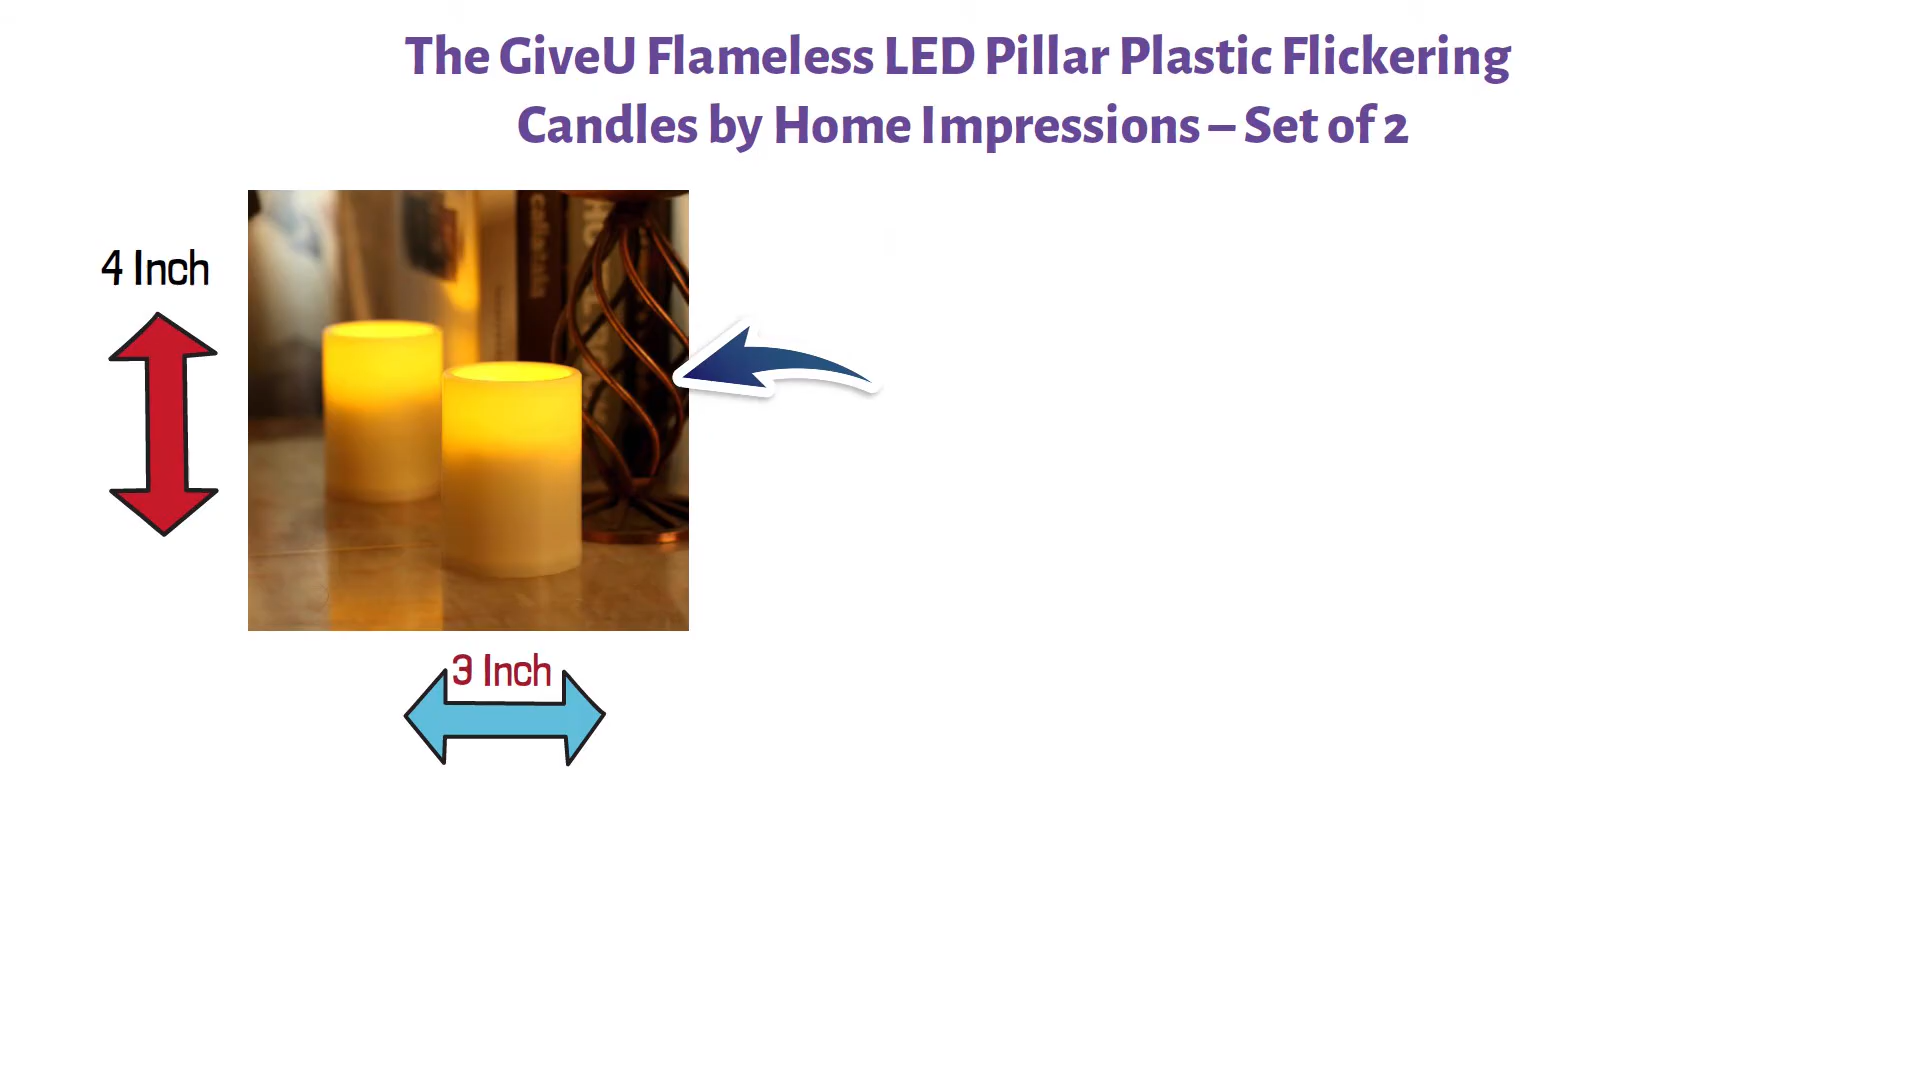 The GiveU Flameless LED Pillar Plastic Flickering
Candles by Home Impressions – Set of 2
4 Inch
3 Inch